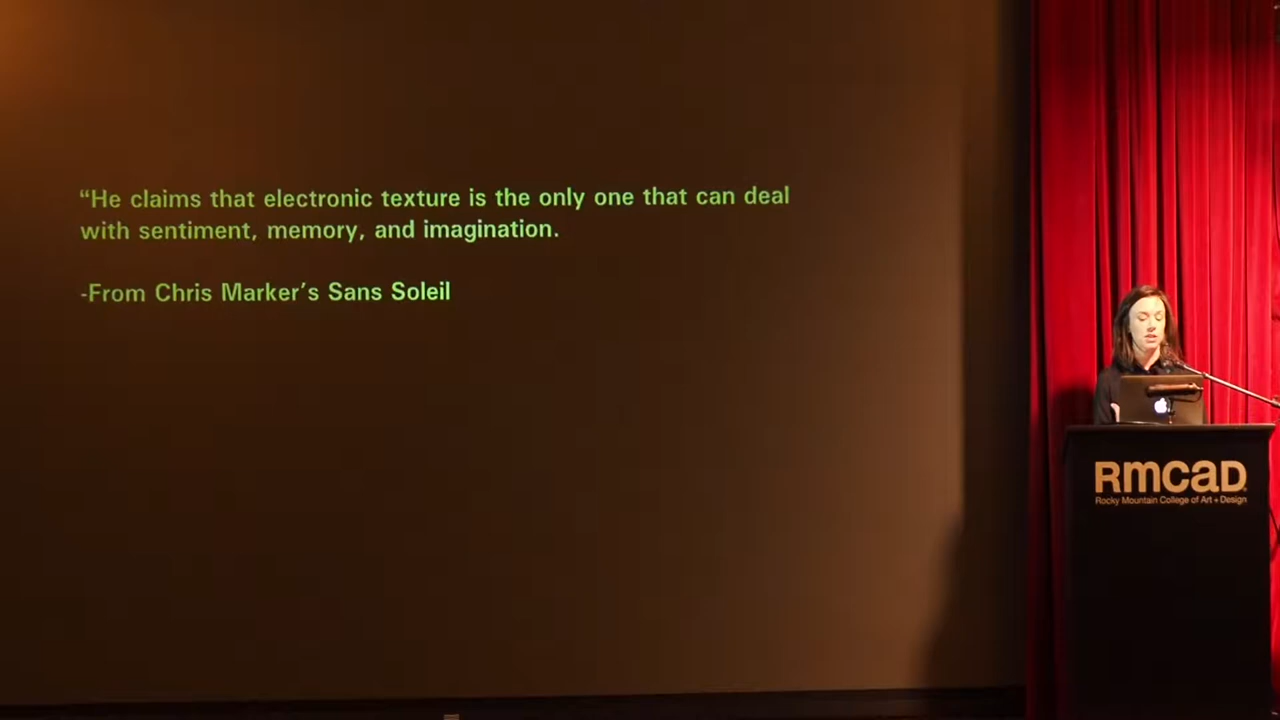 “He claims that electronic texture is the only one that can deal
with sentiment, memory, and imagination.
-From Chris Marker’s Sans Soleil
RMCAD
Rocky Mountain College of Art + Design